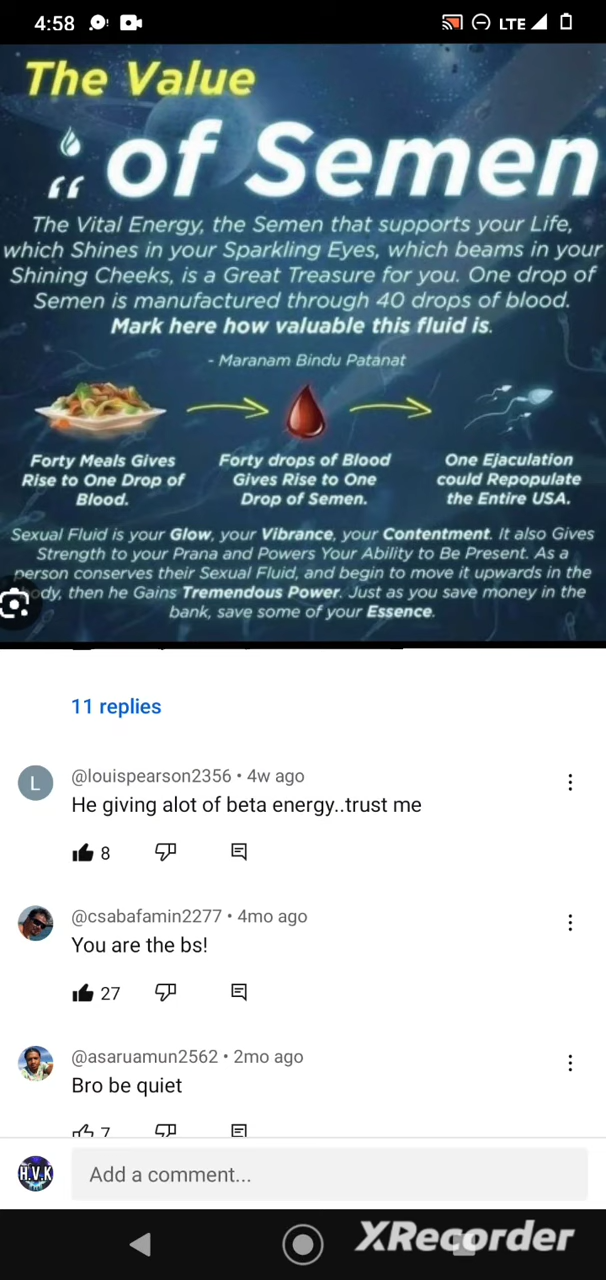 4:58
LTE
The Value
of Semen
“
The Vital Energy, the Semen that supports your Life,
which Shines in your Sparkling Eyes, which beams in your
Shining Cheeks, is a Great Treasure for you. One drop of
Semen is manufactured through 40 drops of blood.
Mark here how valuable this fluid is.
- Maranam Bindu Patanat
Forty Meals Gives
Rise to One Drop of
Blood.
Forty drops of Blood
Gives Rise to One
Drop of Semen.
One Ejaculation
could Repopulate
the Entire USA.
Sexual Fluid is your Glow, your Vibrance, your Contentment. It also Gives
Strength to your Prana and Powers Your Ability to Be Present. As a
person conserves their Sexual Fluid, and begin to move it upwards in the
ody, then he Gains Tremendous Power. Just as you save money in the
bank, save some of your Essence.
11 replies
L
@louispearson2356 • 4w ago
He giving alot of beta energy..trust me
8
@csabafamin2277 • 4mo ago
You are the bs!
27
@asaruamun2562 • 2mo ago
Bro be quiet
7
H.V.K
Add a comment...
XRecorder